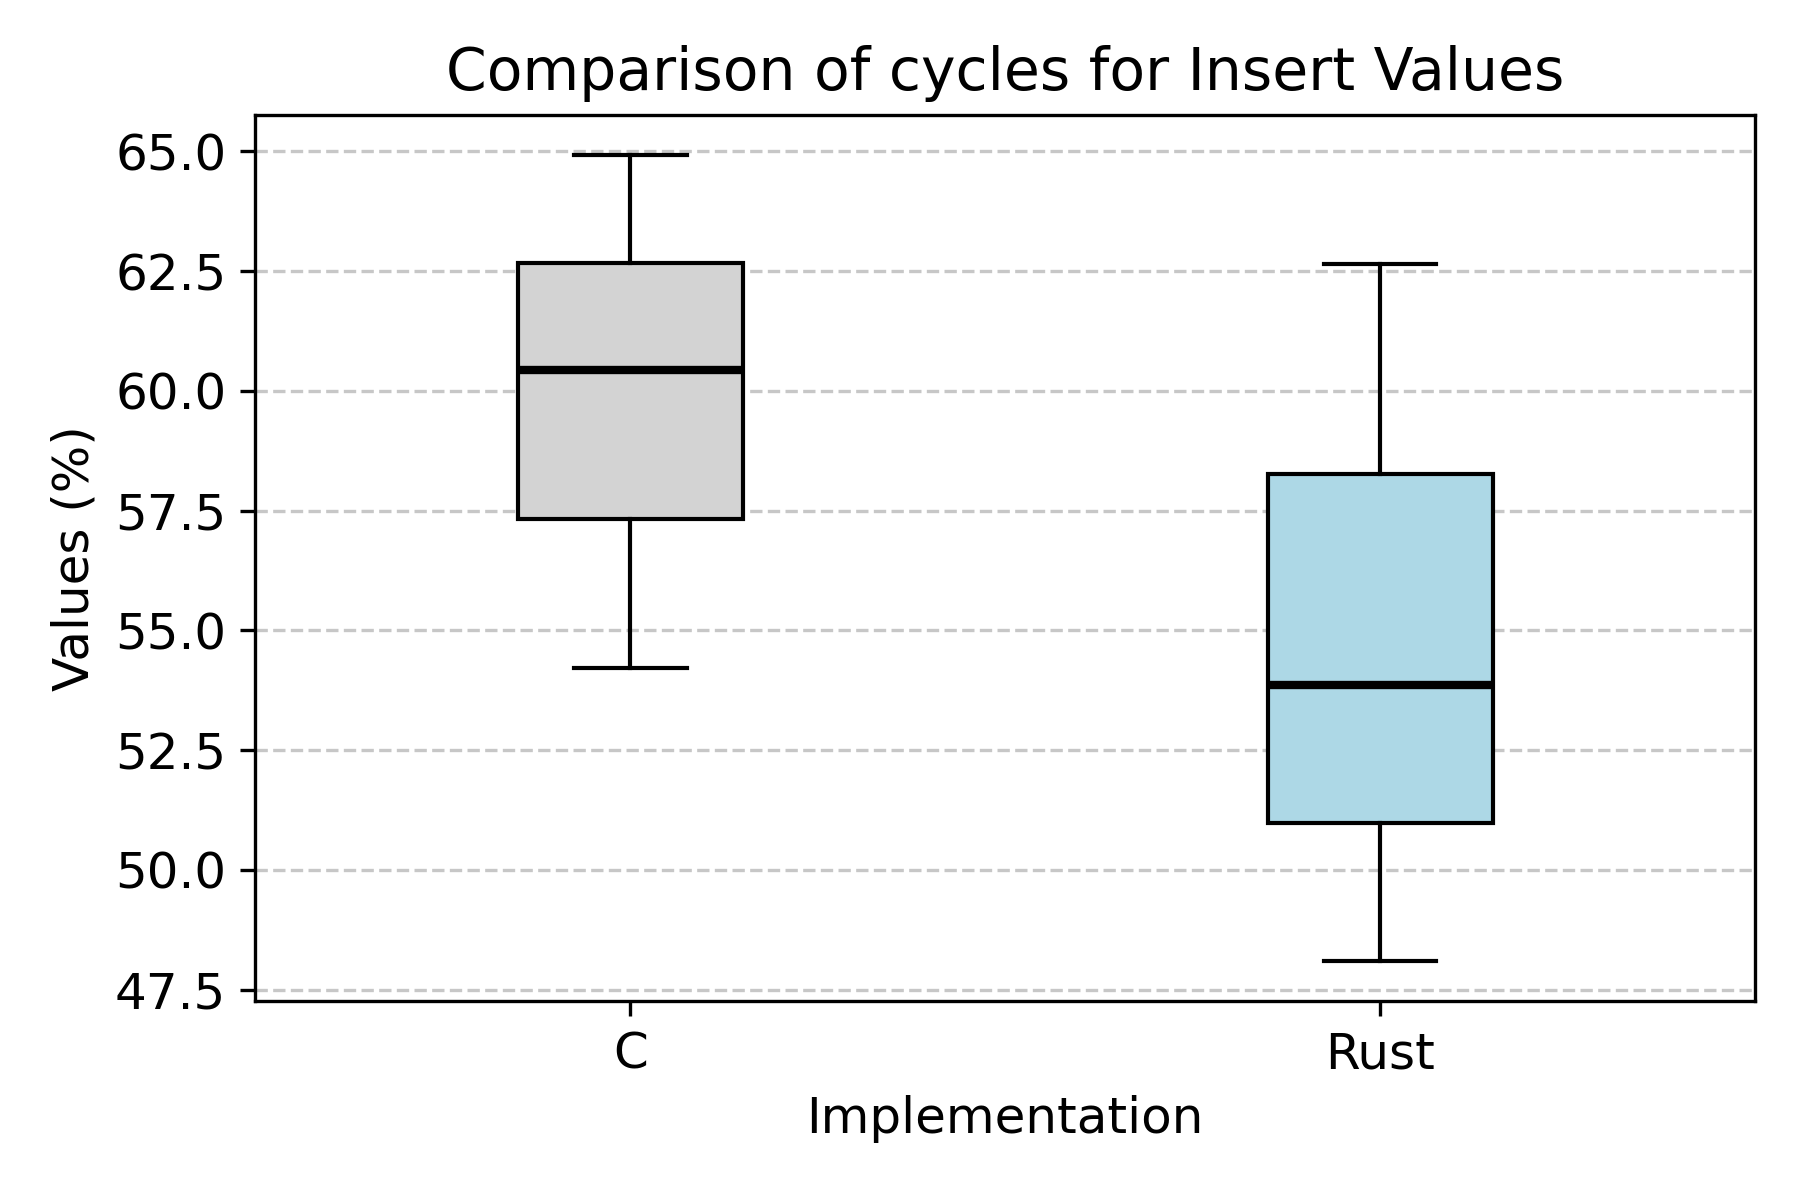 Comparison of cycles for Insert Values
65.0
62.5
60.0
57.5
55.0
52.5
50.0
47.5
Values (%)
C
Rust
Implementation